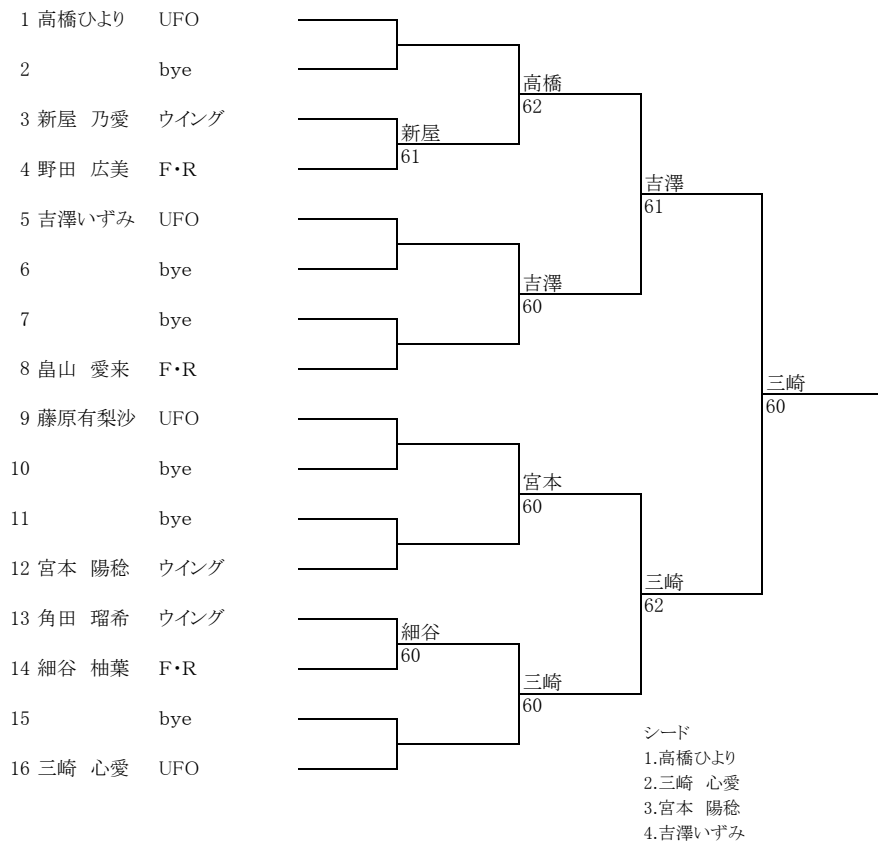 1 高橋ひより UFO
2 bye
高橋
62
3 新屋 乃愛 ウイング
新屋
61
4 野田 広美 F・R
吉澤
61
5 吉澤いずみ UFO
6 bye
吉澤
60
7 bye
8 畠山 愛来 F・R
三崎
60
9 藤原有梨沙 UFO
10 bye
宮本
60
11 bye
12 宮本 陽稔 ウイング
三崎
62
13 角田 瑠希 ウイング
細谷
60
14 細谷 柚葉 F・R
三崎
60
15 bye
16 三崎 心愛 UFO
シード
1.高橋ひより
2.三崎 心愛
3.宮本 陽稔
4.吉澤いずみ